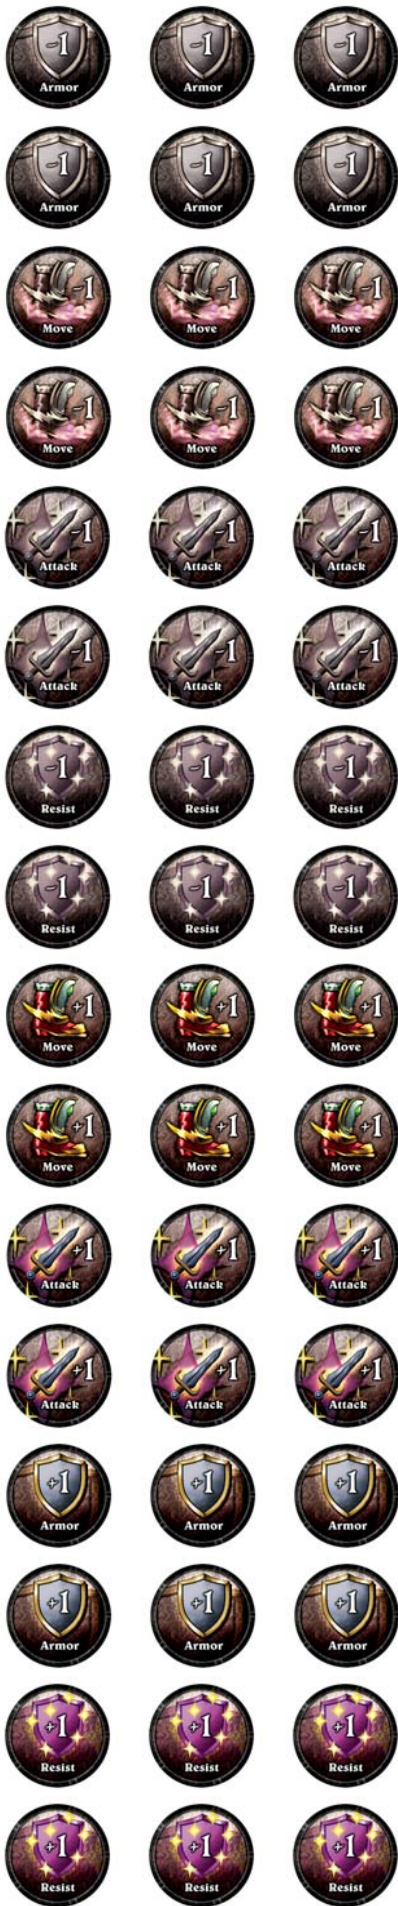 -1 -1 -1
Armor Armor Armor
-1 -1 -1
Armor Armor Armor
-1 -1 -1
Move Move Move
-1 -1 -1
Move Move Move
-1 -1 -1
Attack Attack Attack
-1 -1 -1
Attack Attack Attack
-1 -1 -1
Resist Resist Resist
-1 -1 -1
Resist Resist Resist
+1 +1 +1
Move Move Move
+1 +1 +1
Move Move Move
+1 +1 +1
Attack Attack Attack
+1 +1 +1
Attack Attack Attack
+1 +1 +1
Armor Armor Armor
+1 +1 +1
Armor Armor Armor
+1 +1 +1
Resist Resist Resist
+1 +1 +1
Resist Resist Resist